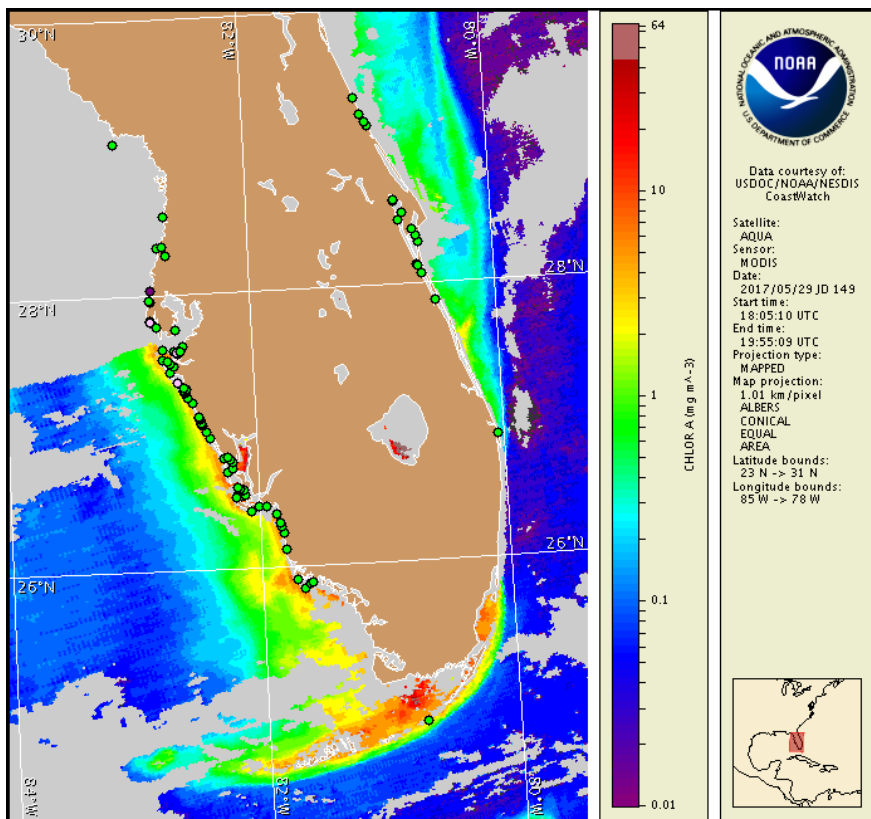 30°N
82°W
80°W
28°N
28°N
26°N
26°N
84°W
82°W
80°W
64
10
1
0.1
0.01
CHLOR A (mg m^-3)
NATIONAL OCEANIC AND ATMOSPHERIC ADMINISTRATION
NOAA
U.S. DEPARTMENT OF COMMERCE
Data courtesy of:
USDOC/NOAA/NESDIS
CoastWatch
Satellite:
AQUA
Sensor:
MODIS
Date:
2017/05/29 JD 149
Start time:
18:05:10 UTC
End time:
19:55:09 UTC
Projection type:
MAPPED
Map projection:
1.01 km/pixel
ALBERS
CONICAL
EQUAL
AREA
Latitude bounds:
23 N -> 31 N
Longitude bounds:
85 W -> 78 W